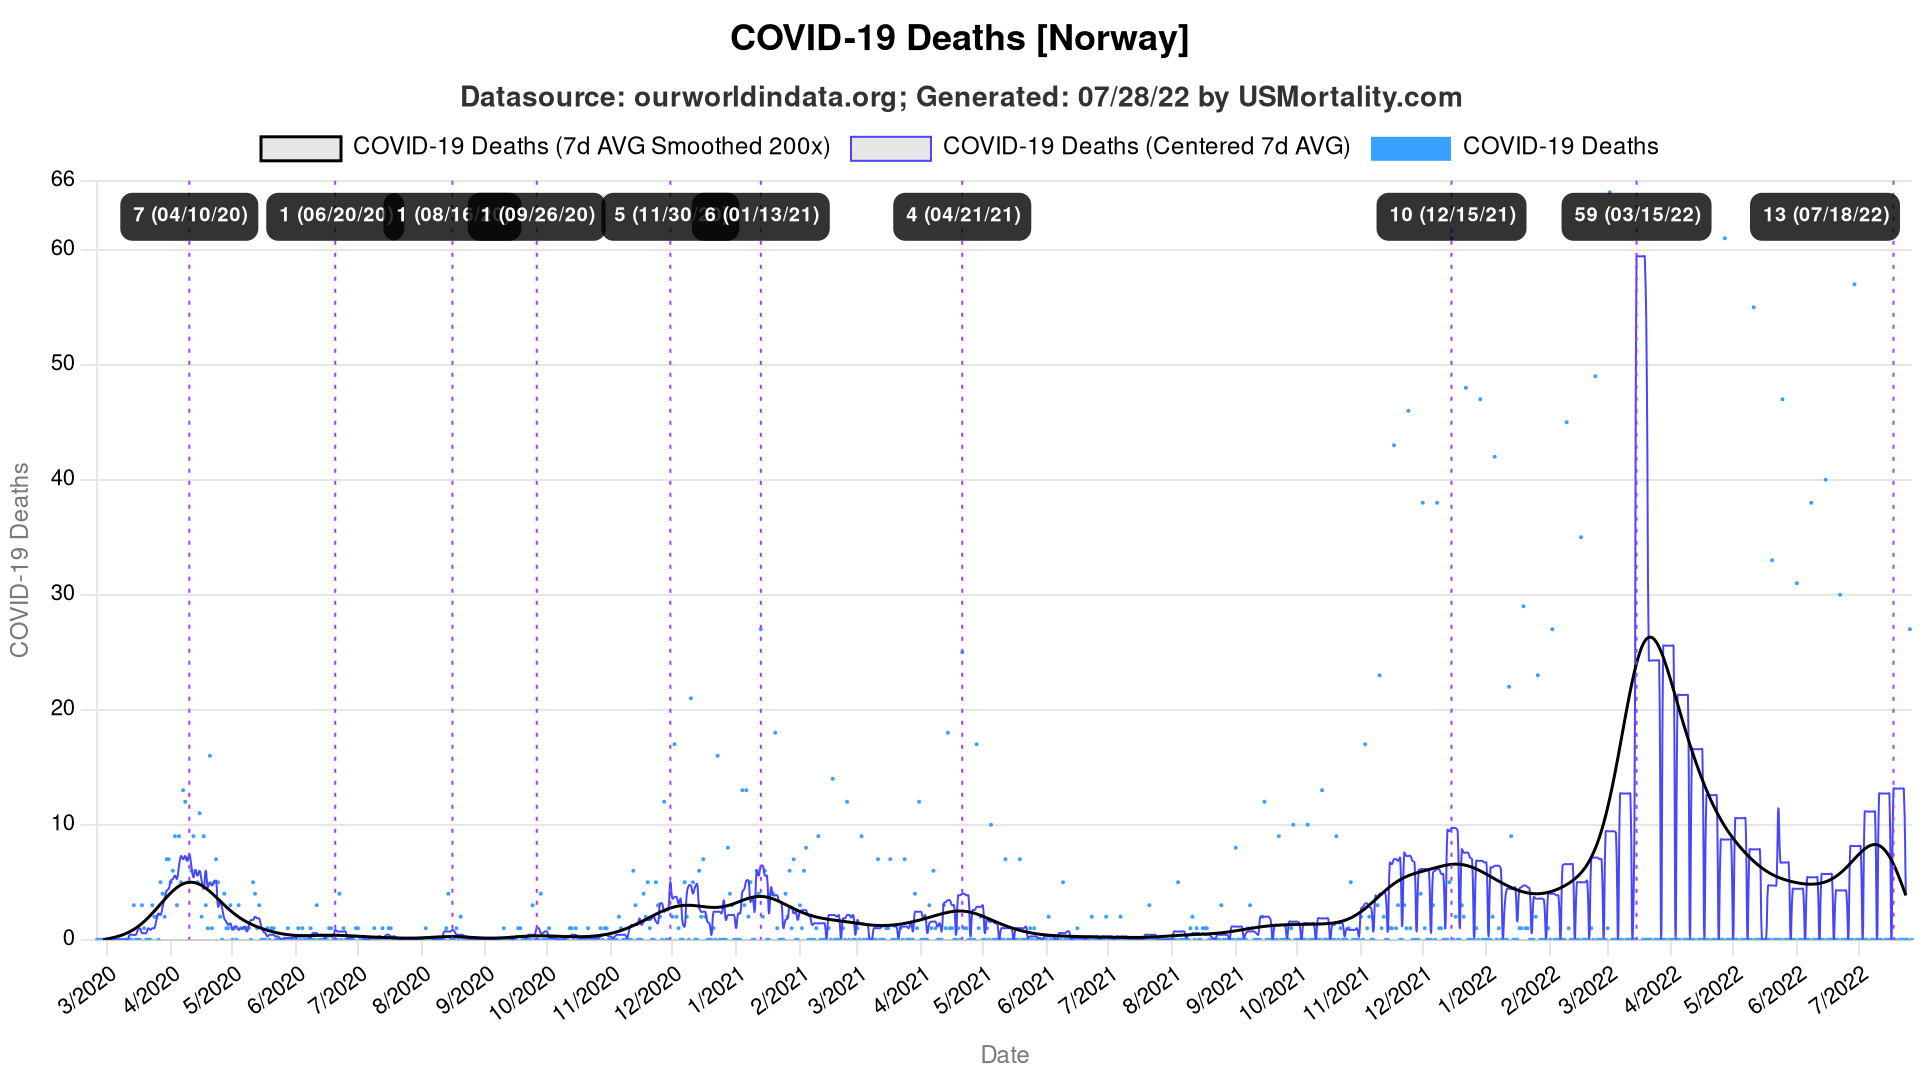 COVID-19 Deaths [Norway]
Datasource: ourworldindata.org; Generated: 07/28/22 by USMortality.com
COVID-19 Deaths (7d AVG Smoothed 200x) COVID-19 Deaths (Centered 7d AVG) COVID-19 Deaths
66
7 (04/10/20) 1 (06/20/20) 1 (08/16/20) 1 (09/26/20) 5 (11/30/20) 6 (01/13/21) 4 (04/21/21) 10 (12/15/21) 59 (03/15/22) 13 (07/18/22)
60
50
40
30
20
10
0
COVID-19 Deaths
3/2020 4/2020 5/2020 6/2020 7/2020 8/2020 9/2020 10/2020 11/2020 12/2020 1/2021 2/2021 3/2021 4/2021 5/2021 6/2021 7/2021 8/2021 9/2021 10/2021 11/2021 12/2021 1/2022 2/2022 3/2022 4/2022 5/2022 6/2022 7/2022
Date